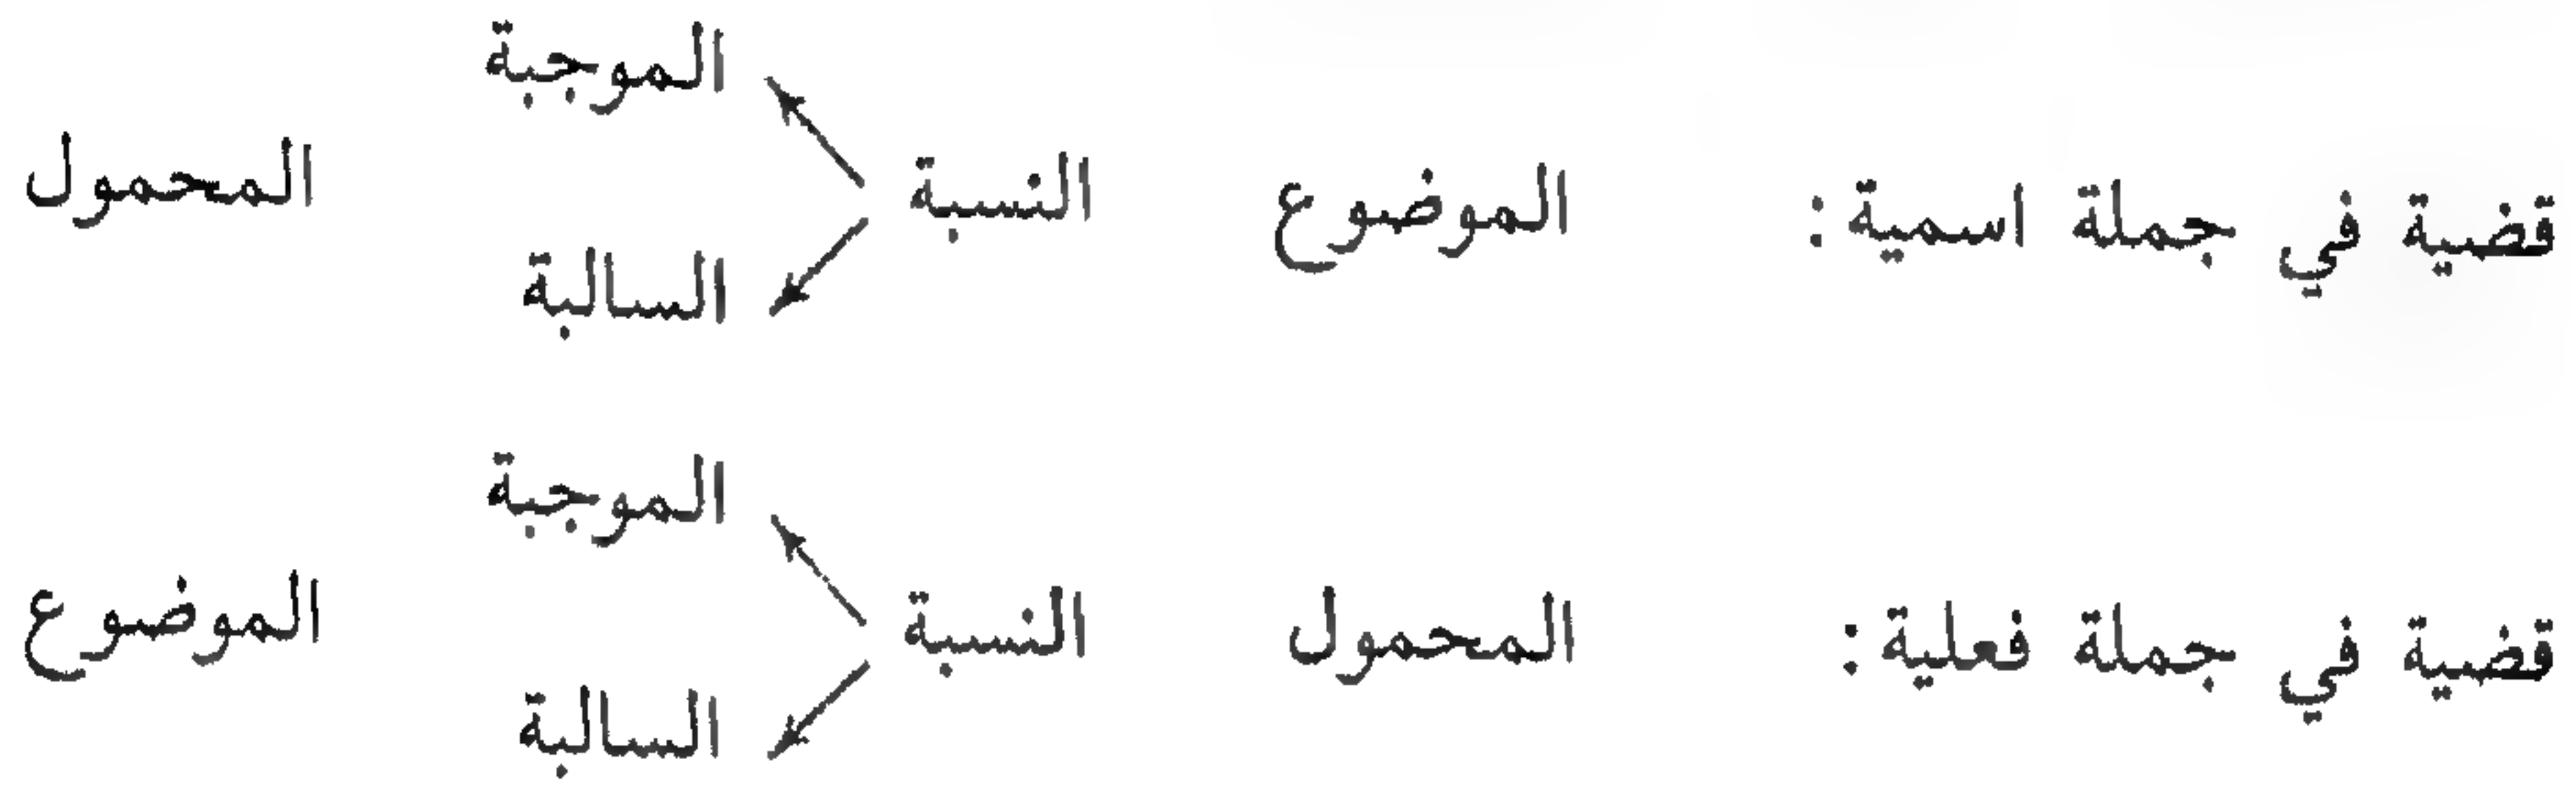 الموجبة
قضية في جملة اسمية: الموضوع النسبة المحمول
السالبة
الموجبة
قضية في جملة فعلية: المحمول النسبة الموضوع
السالبة